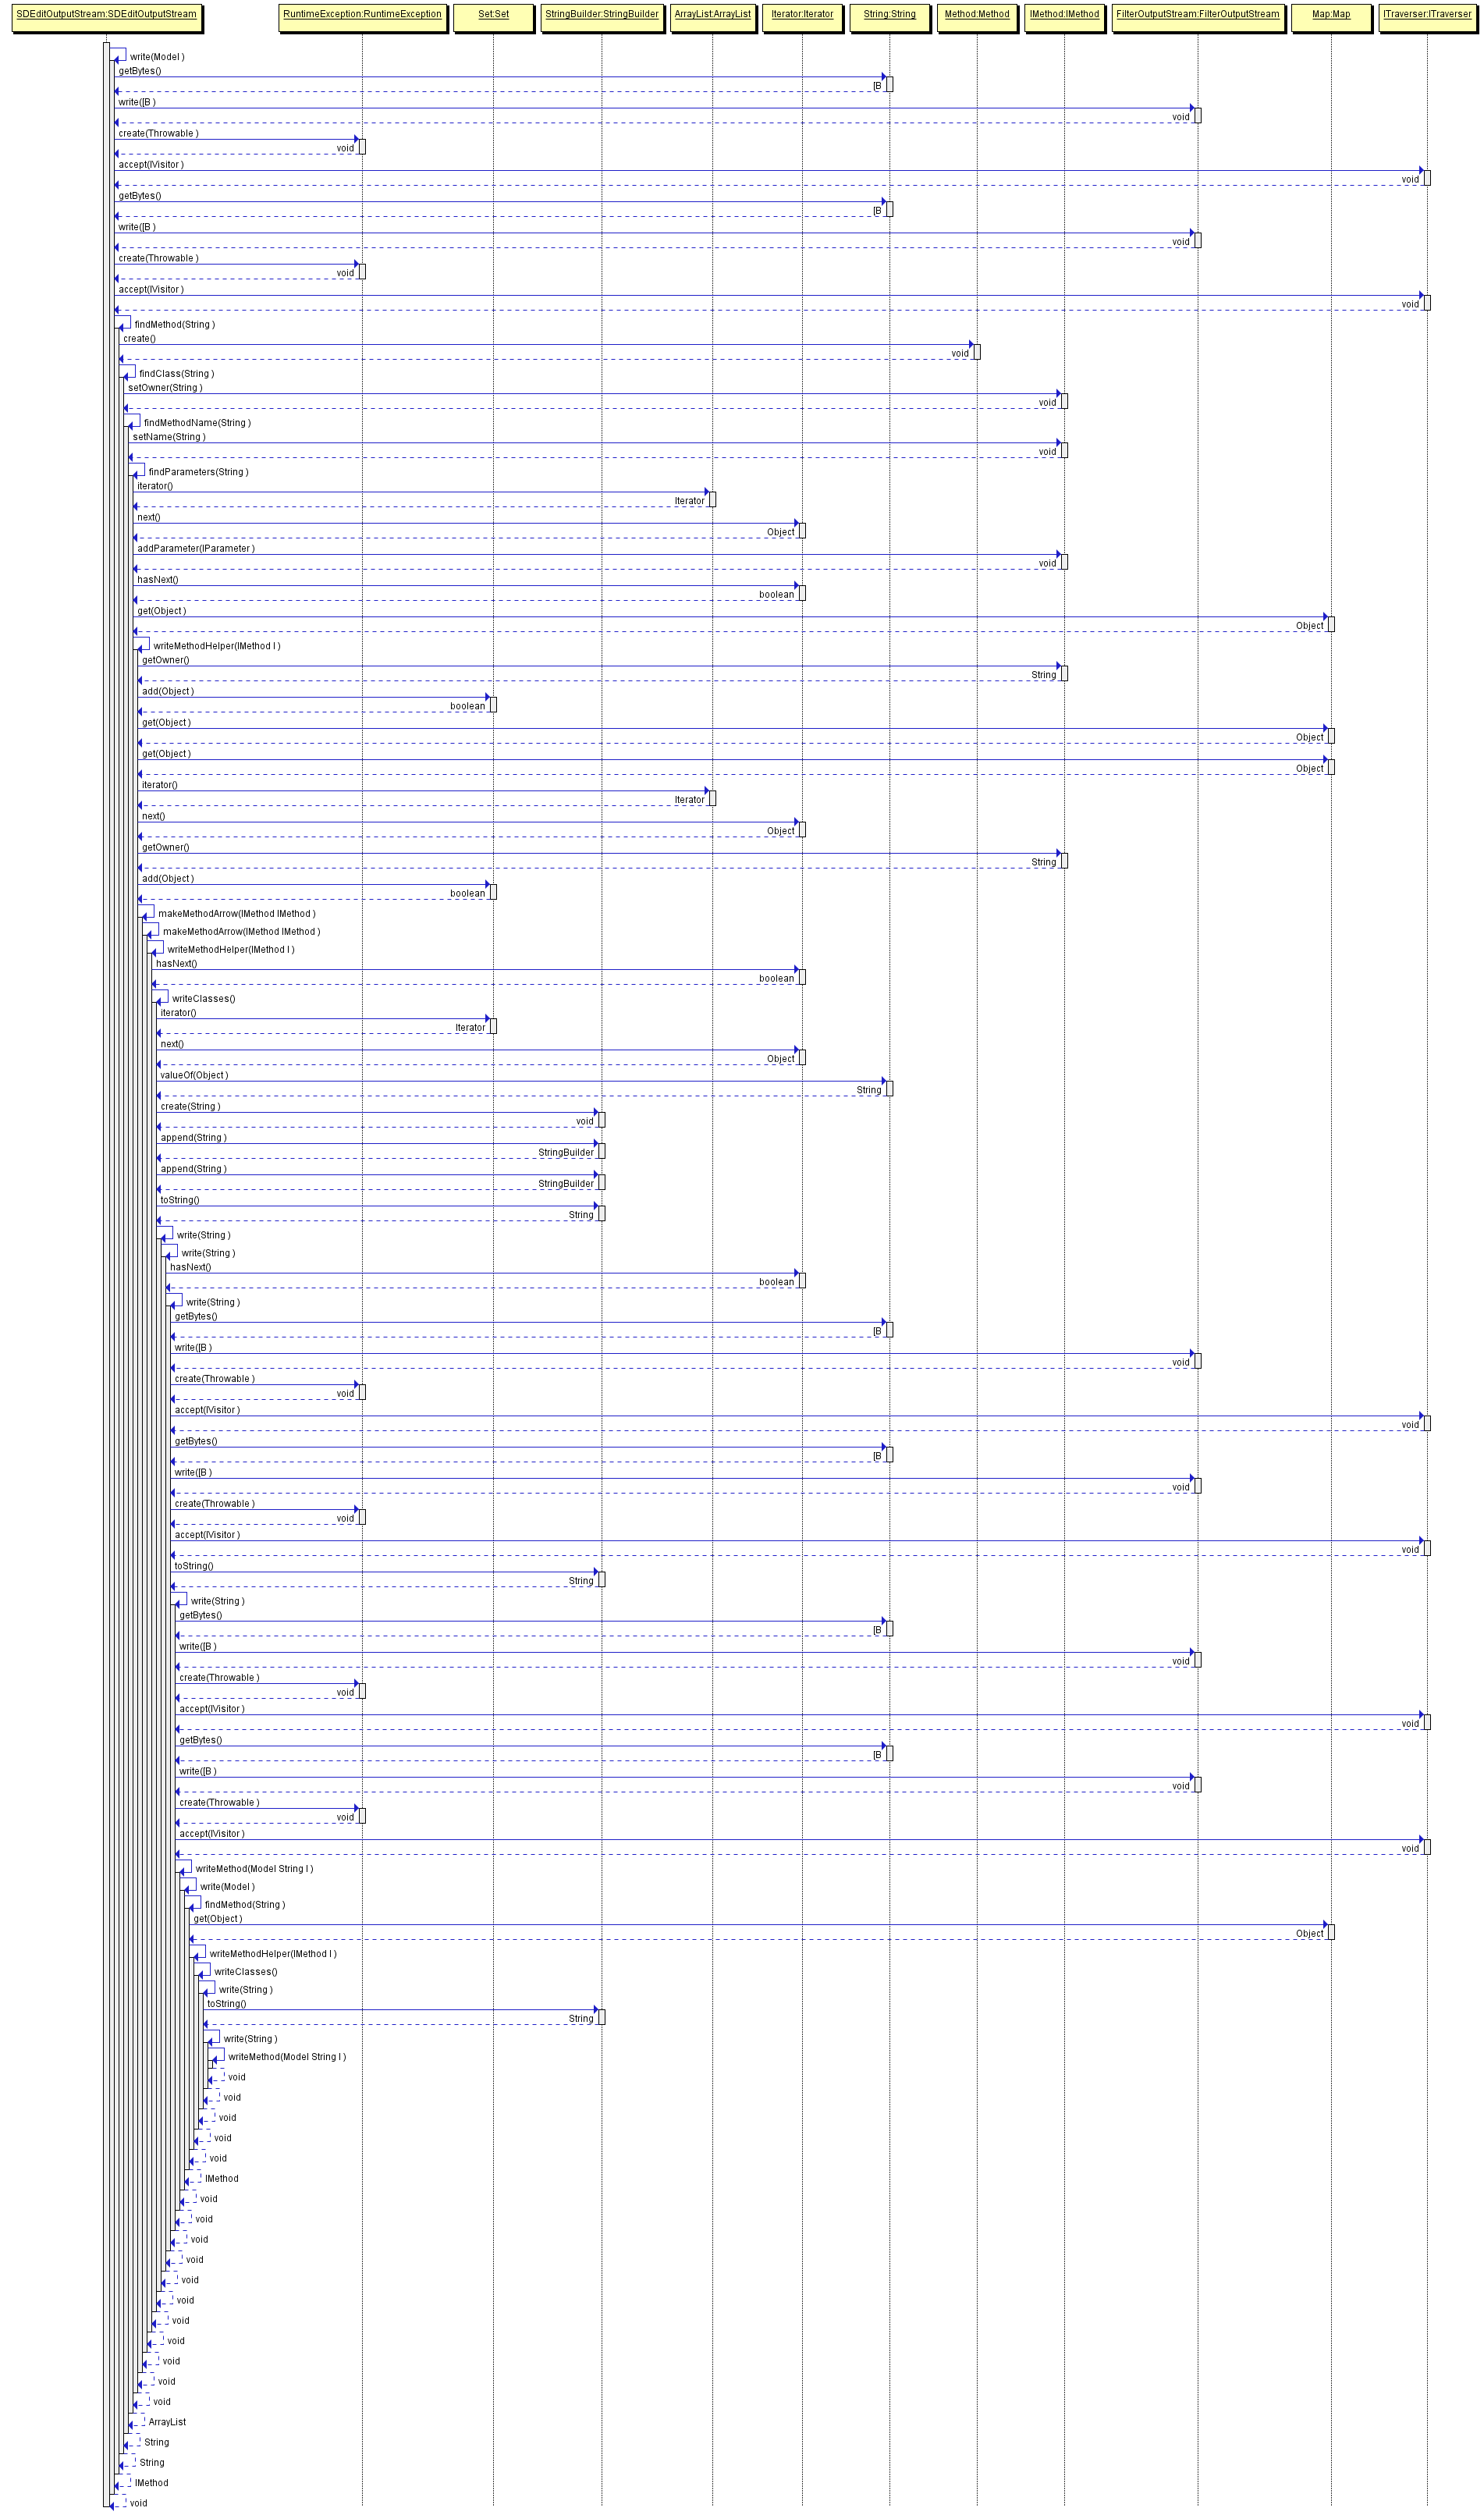 SDEditOutputStream:SDEditOutputStream
RuntimeException:RuntimeException
Set:Set
StringBuilder:StringBuilder
ArrayList:ArrayList
Iterator:Iterator
String:String
Method:Method
IMethod:IMethod
FilterOutputStream:FilterOutputStream
Map:Map
ITraverser:ITraverser
write(Model )
getBytes()
[B
write([B )
void
create(Throwable )
void
accept(IVisitor )
void
getBytes()
[B
write([B )
void
create(Throwable )
void
accept(IVisitor )
void
findMethod(String )
create()
void
findClass(String )
setOwner(String )
void
findMethodName(String )
setName(String )
void
findParameters(String )
iterator()
Iterator
next()
Object
addParameter(IParameter )
void
hasNext()
boolean
get(Object )
Object
writeMethodHelper(IMethod I )
getOwner()
String
add(Object )
boolean
get(Object )
Object
get(Object )
Object
iterator()
Iterator
next()
Object
getOwner()
String
add(Object )
boolean
makeMethodArrow(IMethod IMethod )
makeMethodArrow(IMethod IMethod )
writeMethodHelper(IMethod I )
hasNext()
boolean
writeClasses()
iterator()
Iterator
next()
Object
valueOf(Object )
String
create(String )
void
append(String )
StringBuilder
append(String )
StringBuilder
toString()
String
write(String )
write(String )
hasNext()
boolean
write(String )
getBytes()
[B
write([B )
void
create(Throwable )
void
accept(IVisitor )
void
getBytes()
[B
write([B )
void
create(Throwable )
void
accept(IVisitor )
void
toString()
String
write(String )
getBytes()
[B
write([B )
void
create(Throwable )
void
accept(IVisitor )
void
getBytes()
[B
write([B )
void
create(Throwable )
void
accept(IVisitor )
void
writeMethod(Model String I )
write(Model )
findMethod(String )
get(Object )
Object
writeMethodHelper(IMethod I )
writeClasses()
write(String )
toString()
String
write(String )
writeMethod(Model String I )
void
void
void
void
void
IMethod
void
void
void
void
void
void
void
void
void
void
void
ArrayList
String
String
IMethod
void